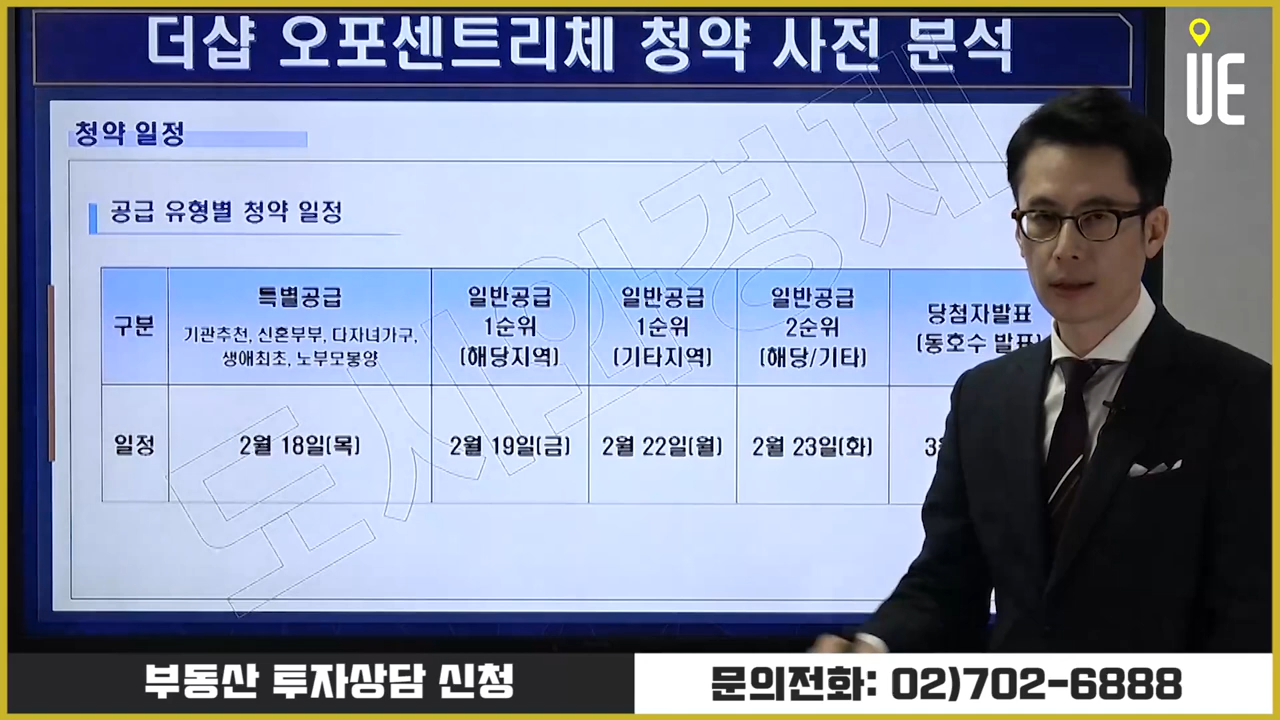 더샵 오포센트리체 청약 사전 분석
UE
청약 일정
공급 유형별 청약 일정
구분
특별공급
기관추천, 신혼부부, 다자녀가구,
생애최초, 노부모봉양
일반공급
1순위
(해당지역)
일반공급
1순위
(기타지역)
일반공급
2순위
(해당/기타)
당첨자발표
(동호수 발표)
일정
2월 18일(목)
2월 19일(금)
2월 22일(월)
2월 23일(화)
도시와경제
부동산 투자상담 신청
문의전화: 02)702-6888